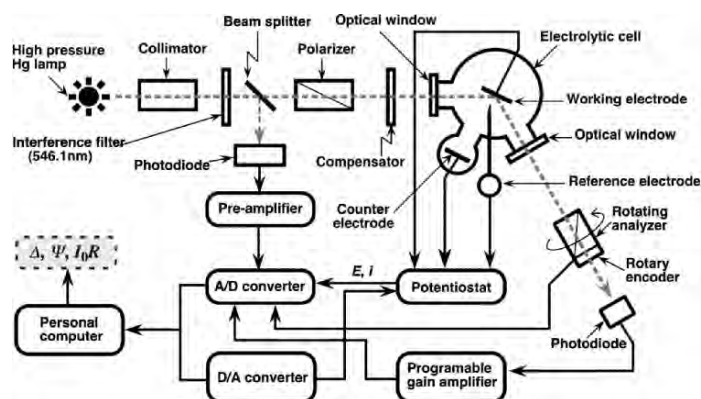 High pressure
Hg lamp
Collimator
Beam splitter
Polarizer
Optical window
Electrolytic cell
Working electrode
Optical window
Interference filter
(546.1nm)
Photodiode
Compensator
Counter
electrode
Reference electrode
Pre-amplifier
Rotating
analyzer
Rotary
encoder
Δ, Ψ, I₀R
A/D converter
E, i
Potentiostat
Personal
computer
Photodiode
D/A converter
Programable
gain amplifier